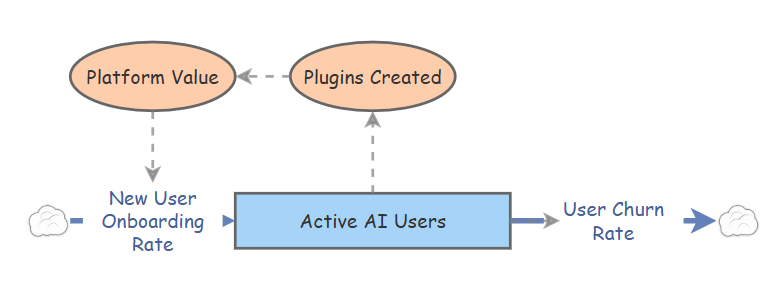 Platform Value
Plugins Created
New User
Onboarding
Rate
Active AI Users
User Churn
Rate